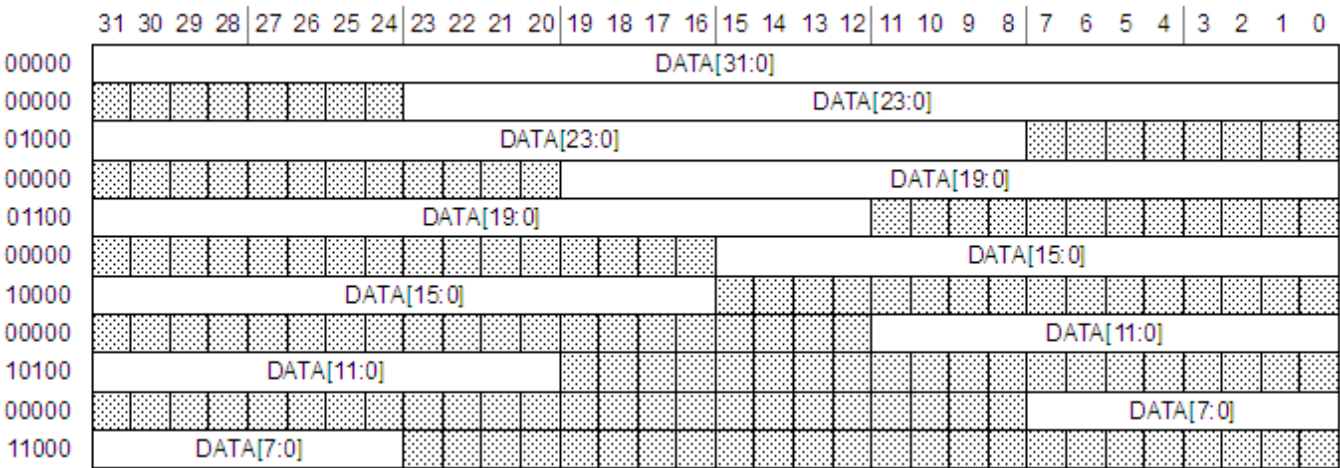 31 30 29 28 27 26 25 24 23 22 21 20 19 18 17 16 15 14 13 12 11 10 9 8 7 6 5 4 3 2 1 0
00000 DATA[31:0]
00000 DATA[23:0]
01000 DATA[23:0]
00000 DATA[19:0]
01100 DATA[19:0]
00000 DATA[15:0]
10000 DATA[15:0]
00000 DATA[11:0]
10100 DATA[11:0]
00000 DATA[7:0]
11000 DATA[7:0]